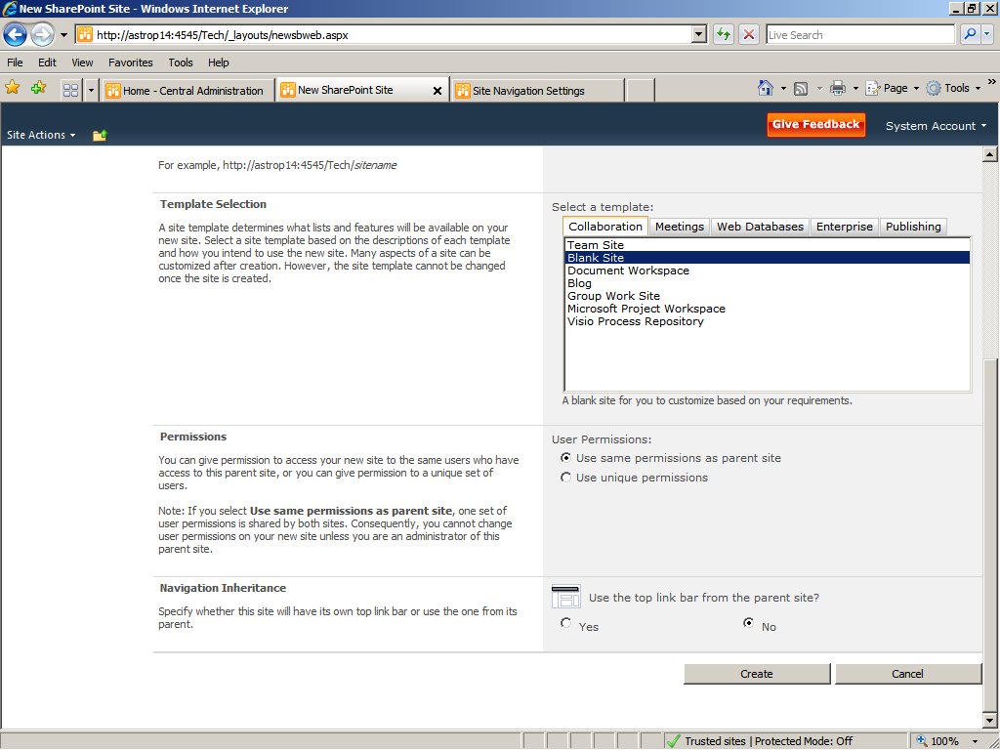 New SharePoint Site - Windows Internet Explorer
http://astrop14:4545/Tech/_layouts/newsbweb.aspx
Live Search
File Edit View Favorites Tools Help
Home - Central Administration
New SharePoint Site
Site Navigation Settings
Page
Tools
Site Actions
Give Feedback
System Account
For example, http://astrop14:4545/Tech/sitename
Template Selection
A site template determines what lists and features will be available on your
new site. Select a site template based on the descriptions of each template
and how you intend to use the new site. Many aspects of a site can be
customized after creation. However, the site template cannot be changed
once the site is created.
Select a template:
Collaboration Meetings Web Databases Enterprise Publishing
Team Site
Blank Site
Document Workspace
Blog
Group Work Site
Microsoft Project Workspace
Visio Process Repository
A blank site for you to customize based on your requirements.
Permissions
You can give permission to access your new site to the same users who have
access to this parent site, or you can give permission to a unique set of
users.
Note: If you select Use same permissions as parent site, one set of
user permissions is shared by both sites. Consequently, you cannot change
user permissions on your new site unless you are an administrator of this
parent site.
User Permissions:
Use same permissions as parent site
Use unique permissions
Navigation Inheritance
Specify whether this site will have its own top link bar or use the one from its
parent.
Use the top link bar from the parent site?
Yes No
Create Cancel
Trusted sites | Protected Mode: Off
100%